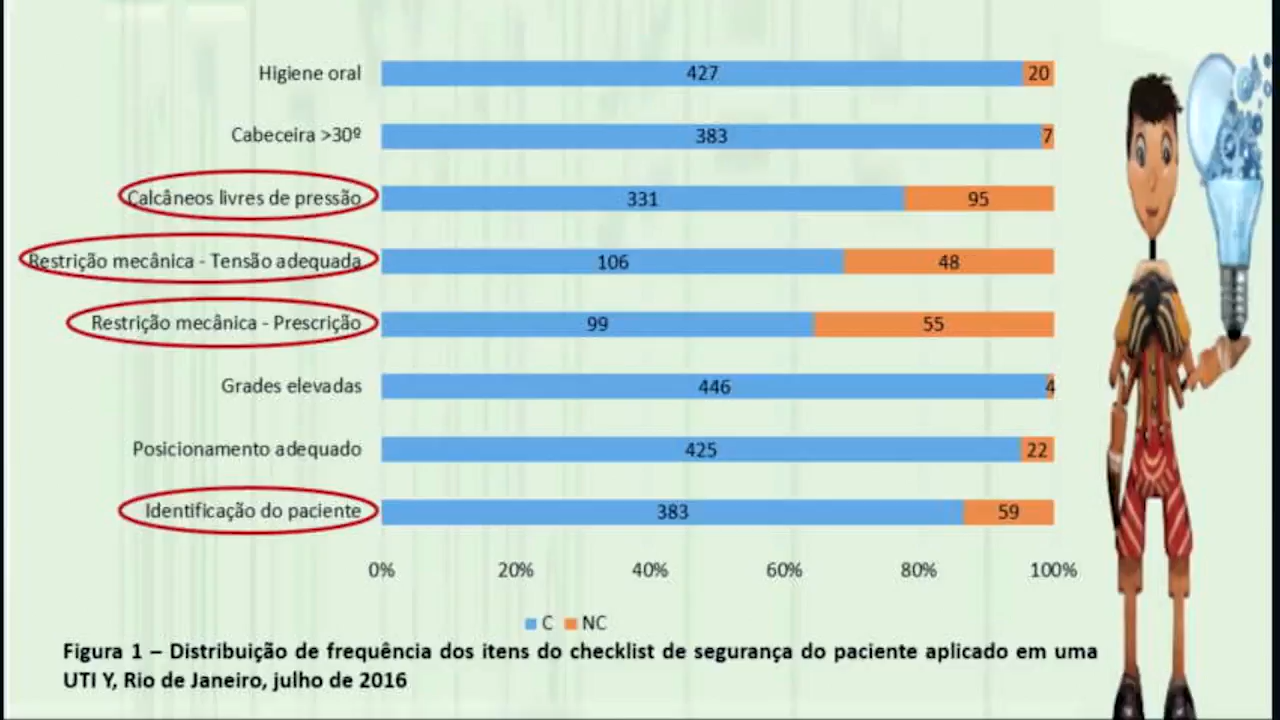 Higiene oral 427 20
Cabeceira >30º 383 7
Calcâneos livres de pressão 331 95
Restrição mecânica - Tensão adequada 106 48
Restrição mecânica - Prescrição 99 55
Grades elevadas 446 4
Posicionamento adequado 425 22
Identificação do paciente 383 59
0% 20% 40% 60% 80% 100%
C NC
Figura 1 – Distribuição de frequência dos itens do checklist de segurança do paciente aplicado em uma
UTI Y, Rio de Janeiro, julho de 2016